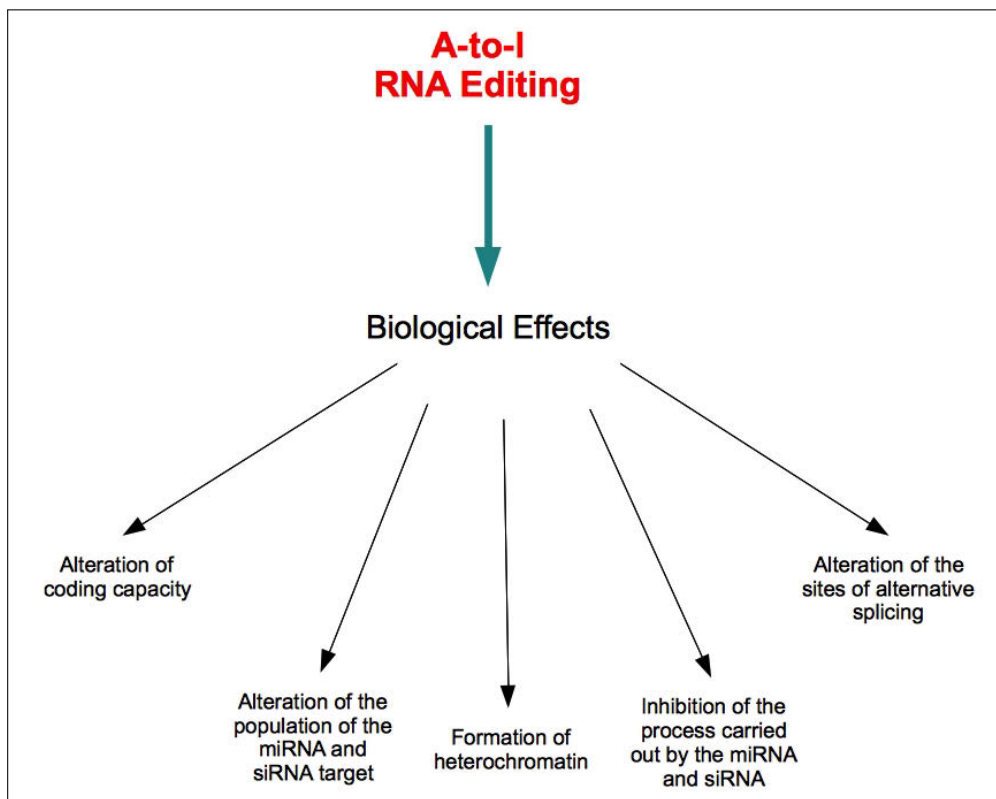 A-to-I
RNA Editing
Biological Effects
Alteration of
coding capacity
Alteration of the
population of the
miRNA and
siRNA target
Formation of
heterochromatin
Inhibition of the
process carried
out by the miRNA
and siRNA
Alteration of the
sites of alternative
splicing